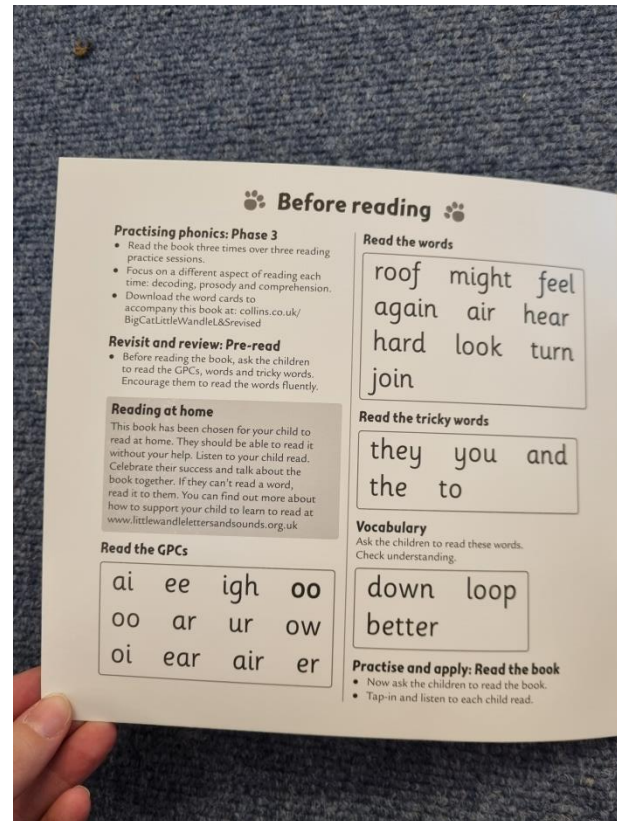 Before reading
Practising phonics: Phase 3
• Read the book three times over three reading
practice sessions.
• Focus on a different aspect of reading each
time: decoding, prosody and comprehension.
• Download the word cards to
accompany this book at: collins.co.uk/
BigCatLittleWandleL&Srevised
Revisit and review: Pre-read
• Before reading the book, ask the children
to read the GPCs, words and tricky words.
Encourage them to read the words fluently.
Reading at home
This book has been chosen for your child to
read at home. They should be able to read it
without your help. Listen to your child read.
Celebrate their success and talk about the
book together. If they can't read a word,
read it to them. You can find out more about
how to support your child to learn to read at
www.littlewandlelettersandsounds.org.uk
Read the GPCs
ai ee igh oo
oo ar ur ow
oi ear air er
Read the words
roof might feel
again air hear
hard look turn
join
Read the tricky words
they you and
the to
Vocabulary
Ask the children to read these words.
Check understanding.
down loop
better
Practise and apply: Read the book
• Now ask the children to read the book.
• Tap-in and listen to each child read.